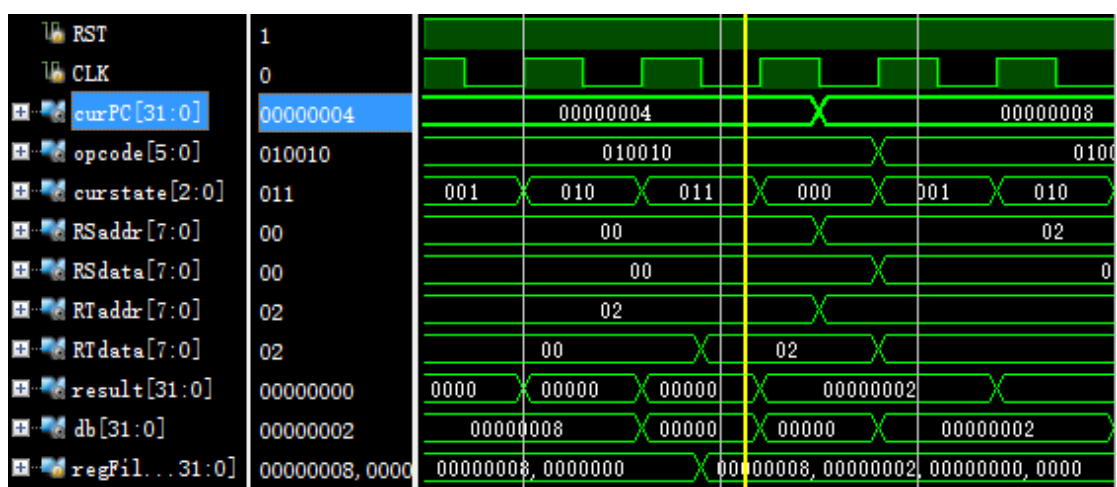 RST 1
CLK 0
curPC[31:0] 00000004 00000004 00000008
opcode[5:0] 010010 010010 0100
curstate[2:0] 011 001 010 011 000 001 010
RSaddr[7:0] 00 00 02
RSdata[7:0] 00 00 0
RTaddr[7:0] 02 02
RTdata[7:0] 02 00 02
result[31:0] 00000000 0000 00000 00000 00000002
db[31:0] 00000002 00000008 00000 00000 00000002
regFil...31:0] 00000008,0000 00000008,0000000 00000008,00000002,00000000,0000